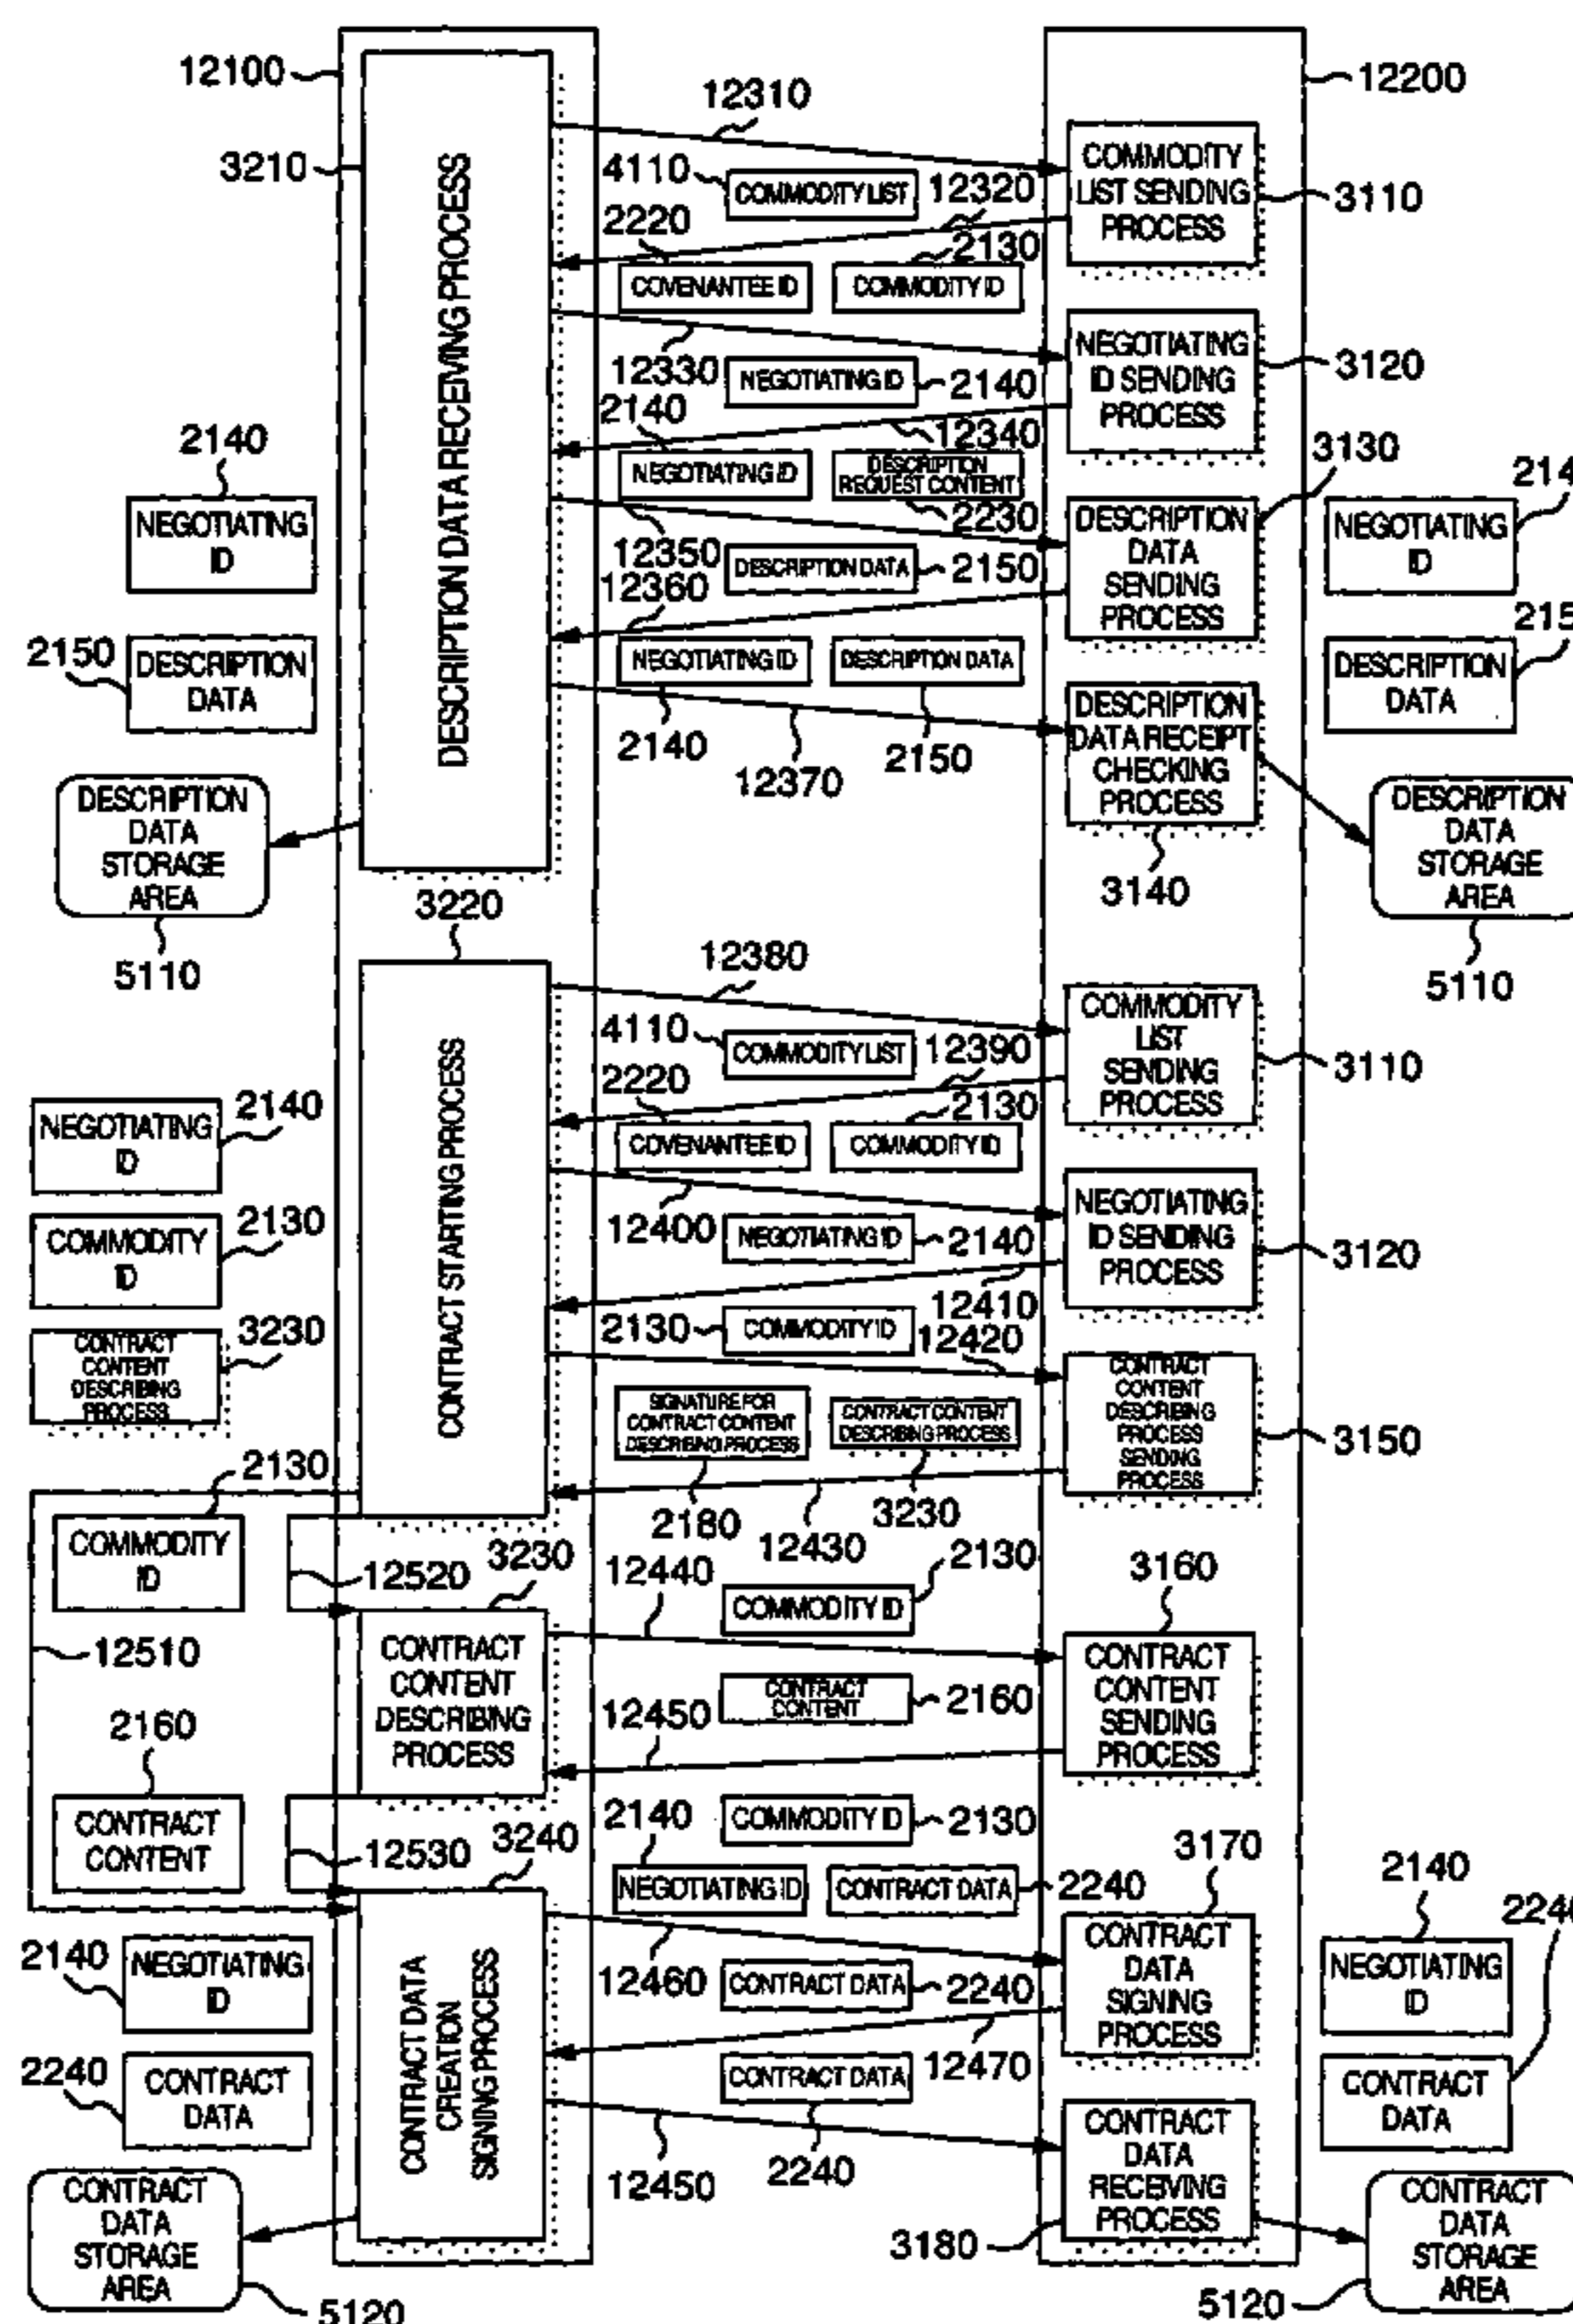 12100
12310
12200
3210
4110
COMMODITY LIST
12320
COMMODITY
LIST SENDING
PROCESS
3110
2220
2130
COVENANTEE ID
COMMODITY ID
DESCRIPTION DATA RECEIVING PROCESS
12330
NEGOTIATING ID
2140
NEGOTIATING
ID SENDING
PROCESS
3120
2140
12340
2140
NEGOTIATING
ID
NEGOTIATING ID
DESCRIPTION
REQUEST CONTENT
2230
3130
NEGOTIATING
ID
12350
12360
DESCRIPTION DATA
2150
DESCRIPTION
DATA
SENDING
PROCESS
2150
DESCRIPTION
DATA
NEGOTIATING ID
DESCRIPTION DATA
DESCRIPTION
DATA
2140
12370
2150
DESCRIPTION
DATA RECEIPT
CHECKING
PROCESS
3140
DESCRIPTION
DATA
STORAGE
AREA
5110
DESCRIPTION
DATA
STORAGE
AREA
5110
3220
12380
4110
COMMODITY LIST
12390
COMMODITY
LIST
SENDING
PROCESS
3110
2220
2130
COVENANTEE ID
COMMODITY ID
CONTRACT STARTING PROCESS
NEGOTIATING
ID
2140
12400
NEGOTIATING ID
2140
NEGOTIATING
ID SENDING
PROCESS
3120
COMMODITY
ID
2130
12410
2130
COMMODITY ID
12420
CONTRACT
CONTENT
DESCRIBING
PROCESS
3230
SIGNATURE FOR
CONTRACT CONTENT
DESCRIBING PROCESS
CONTRACT CONTENT
DESCRIBING PROCESS
CONTRACT
CONTENT
DESCRIBING
PROCESS
SENDING
PROCESS
3150
2180
12430
3230
2130
COMMODITY
ID
12520
3230
12440
2130
COMMODITY ID
3160
12510
CONTRACT
CONTENT
DESCRIBING
PROCESS
CONTRACT
CONTENT
2160
CONTRACT
CONTENT
SENDING
PROCESS
12450
2160
CONTRACT
CONTENT
12530
3240
2140
COMMODITY ID
2130
3170
NEGOTIATING ID
CONTRACT DATA
2240
2140
2140
NEGOTIATING
ID
CONTRACT DATA
CREATION
SIGNING PROCESS
12460
CONTRACT DATA
2240
CONTRACT
DATA
SIGNING
PROCESS
NEGOTIATING
ID
12470
2240
CONTRACT
DATA
CONTRACT DATA
CONTRACT
DATA
12450
2240
CONTRACT
DATA
RECEIVING
PROCESS
3180
CONTRACT
DATA
STORAGE
AREA
5120
CONTRACT
DATA
STORAGE
AREA
5120